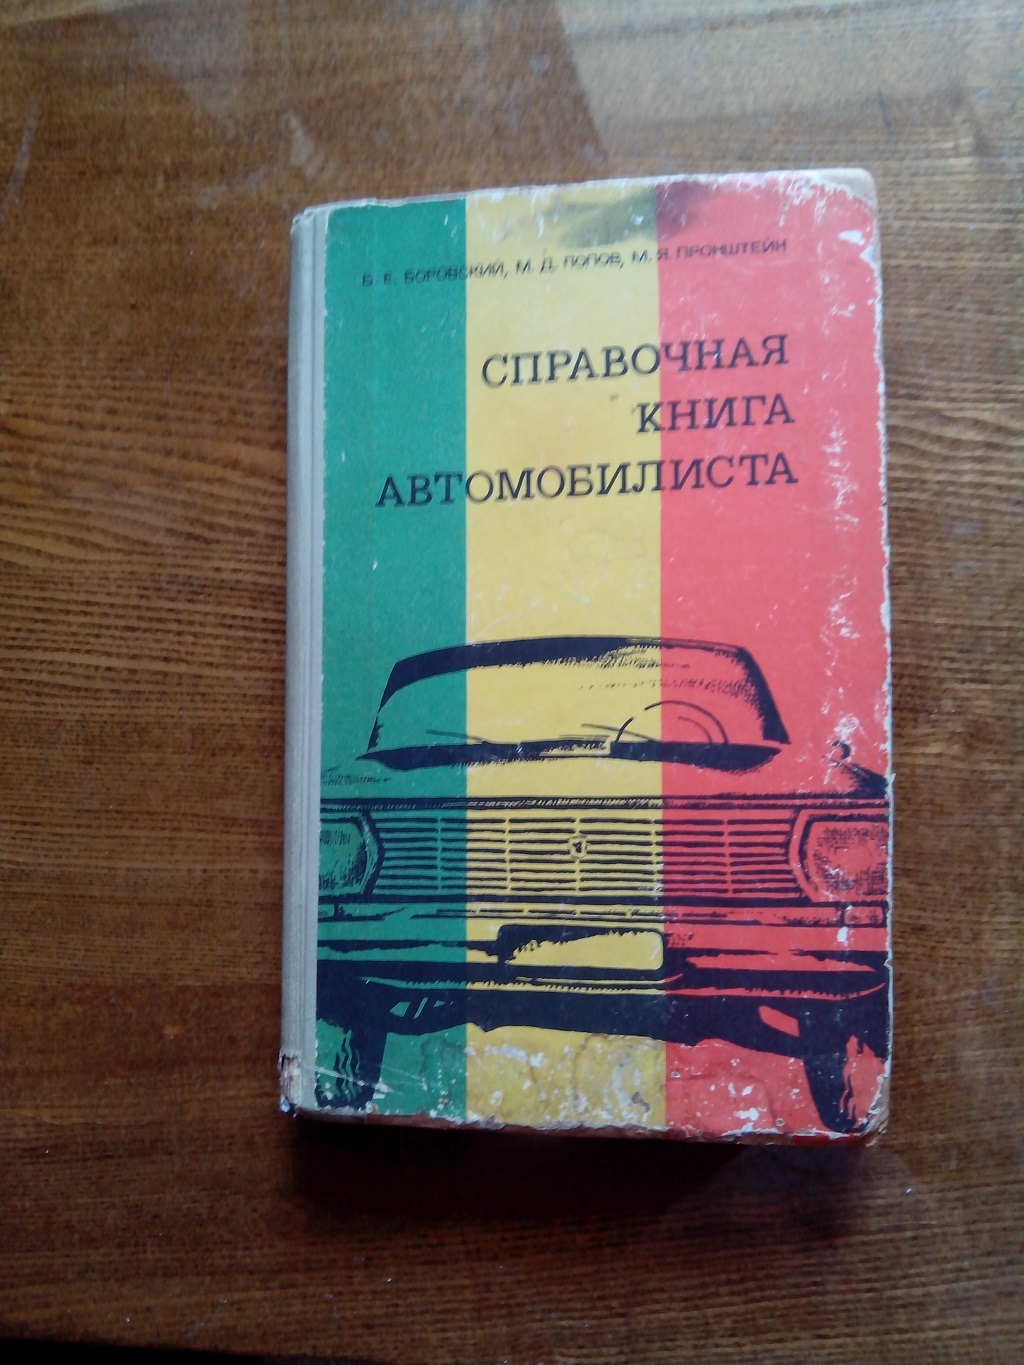 Б. Е. БОРОВСКИЙ, М. Д. ПОПОВ, М. Я. ПРОНШТЕЙН
СПРАВОЧНАЯ
КНИГА
АВТОМОБИЛИСТА